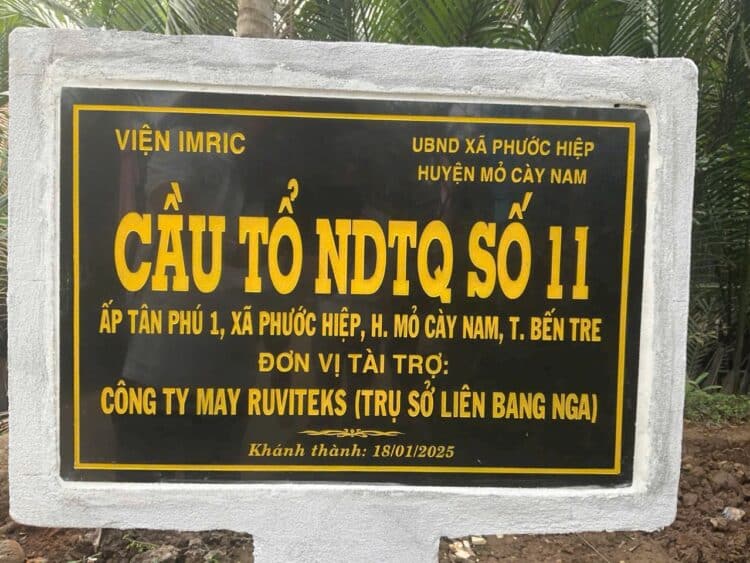 VIỆN IMRIC
UBND XÃ PHƯỚC HIỆP
HUYỆN MỎ CÀY NAM
CẦU TỔ NDTQ SỐ 11
ẤP TÂN PHÚ 1, XÃ PHƯỚC HIỆP, H. MỎ CÀY NAM, T. BẾN TRE
ĐƠN VỊ TÀI TRỢ:
CÔNG TY MAY RUVITEKS (TRỤ SỞ LIÊN BANG NGA)
Khánh thành: 18/01/2025